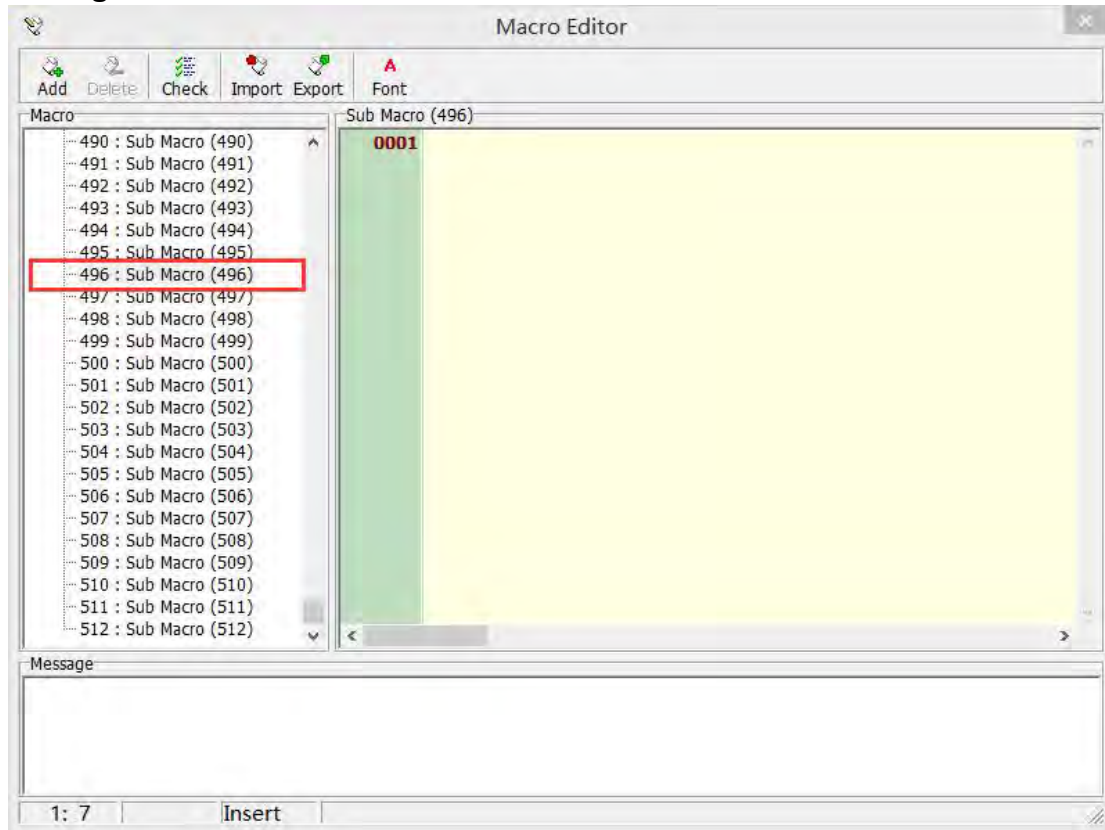 Macro Editor
Add Delete Check Import Export Font
Macro
490 : Sub Macro (490)
491 : Sub Macro (491)
492 : Sub Macro (492)
493 : Sub Macro (493)
494 : Sub Macro (494)
495 : Sub Macro (495)
496 : Sub Macro (496)
497 : Sub Macro (497)
498 : Sub Macro (498)
499 : Sub Macro (499)
500 : Sub Macro (500)
501 : Sub Macro (501)
502 : Sub Macro (502)
503 : Sub Macro (503)
504 : Sub Macro (504)
505 : Sub Macro (505)
506 : Sub Macro (506)
507 : Sub Macro (507)
508 : Sub Macro (508)
509 : Sub Macro (509)
510 : Sub Macro (510)
511 : Sub Macro (511)
512 : Sub Macro (512)
Sub Macro (496)
0001
Message
1: 7 Insert